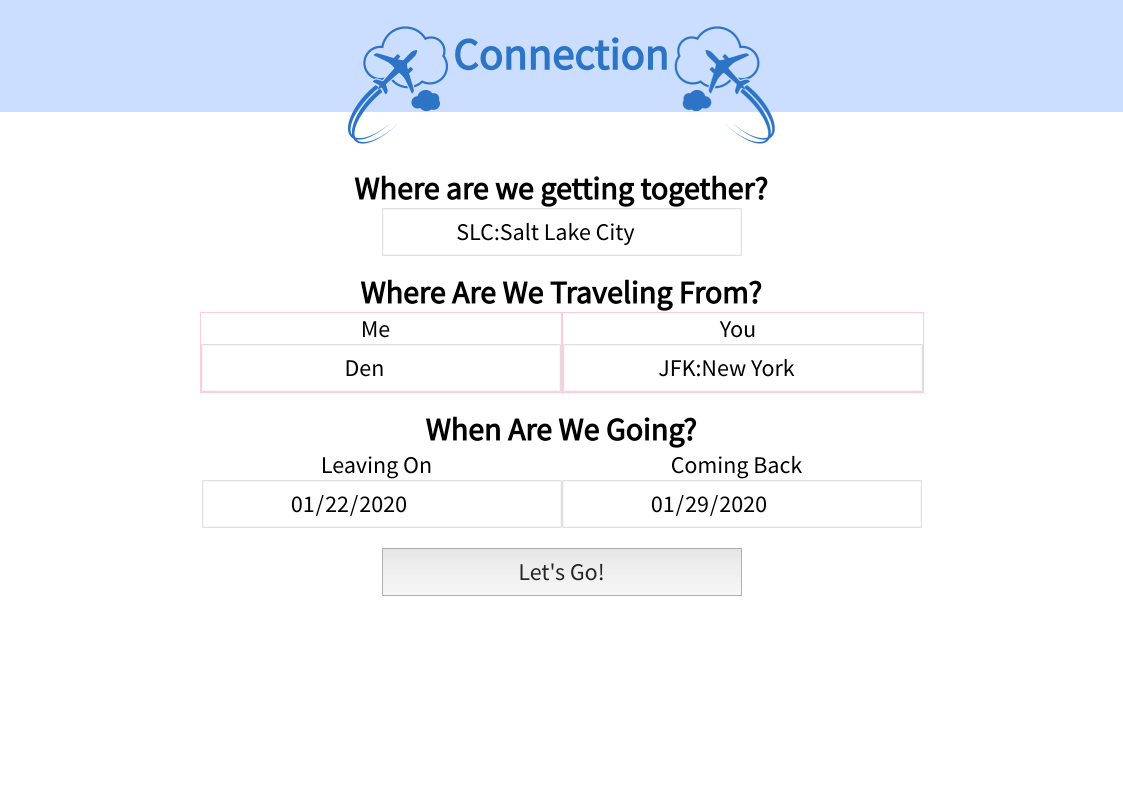 Connection
Where are we getting together?
SLC:Salt Lake City
Where Are We Traveling From?
Me You
Den JFK:New York
When Are We Going?
Leaving On Coming Back
01/22/2020 01/29/2020
Let's Go!